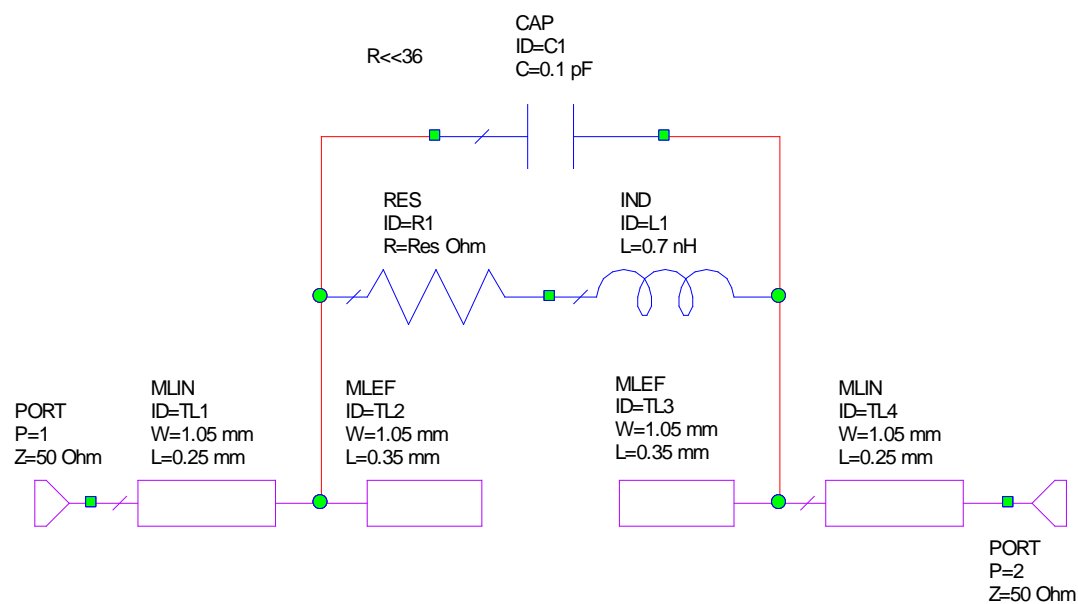 R<<36
CAP
ID=C1
C=0.1 pF
RES
ID=R1
R=Res Ohm
IND
ID=L1
L=0.7 nH
PORT
P=1
Z=50 Ohm
MLIN
ID=TL1
W=1.05 mm
L=0.25 mm
MLEF
ID=TL2
W=1.05 mm
L=0.35 mm
MLEF
ID=TL3
W=1.05 mm
L=0.35 mm
MLIN
ID=TL4
W=1.05 mm
L=0.25 mm
PORT
P=2
Z=50 Ohm